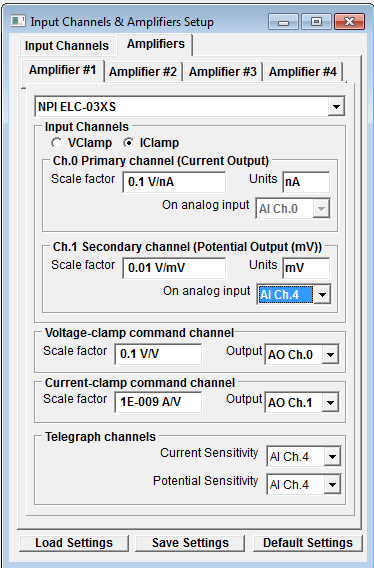 Input Channels & Amplifiers Setup
Input Channels Amplifiers
Amplifier #1 Amplifier #2 Amplifier #3 Amplifier #4
NPI ELC-03XS
Input Channels
VClamp IClamp
Ch.0 Primary channel (Current Output)
Scale factor 0.1 V/nA Units nA
On analog input AI Ch.0
Ch.1 Secondary channel (Potential Output (mV))
Scale factor 0.01 V/mV Units mV
On analog input AI Ch.4
Voltage-clamp command channel
Scale factor 0.1 V/V Output AO Ch.0
Current-clamp command channel
Scale factor 1E-009 A/V Output AO Ch.1
Telegraph channels
Current Sensitivity AI Ch.4
Potential Sensitivity AI Ch.4
Load Settings Save Settings Default Settings